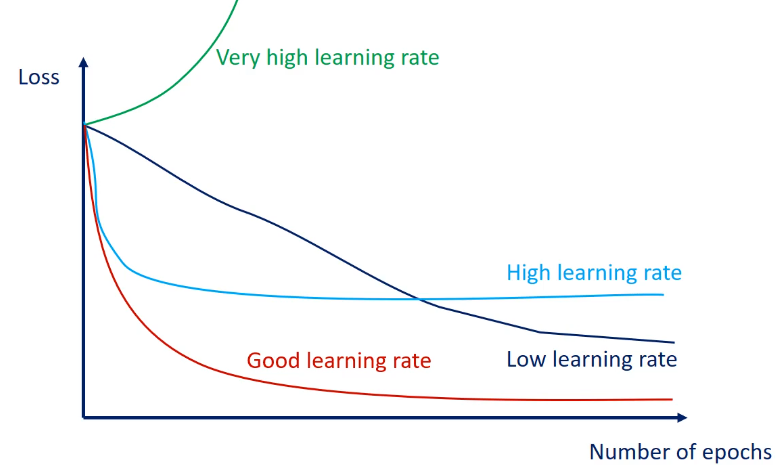 Very high learning rate
Loss
High learning rate
Good learning rate
Low learning rate
Number of epochs